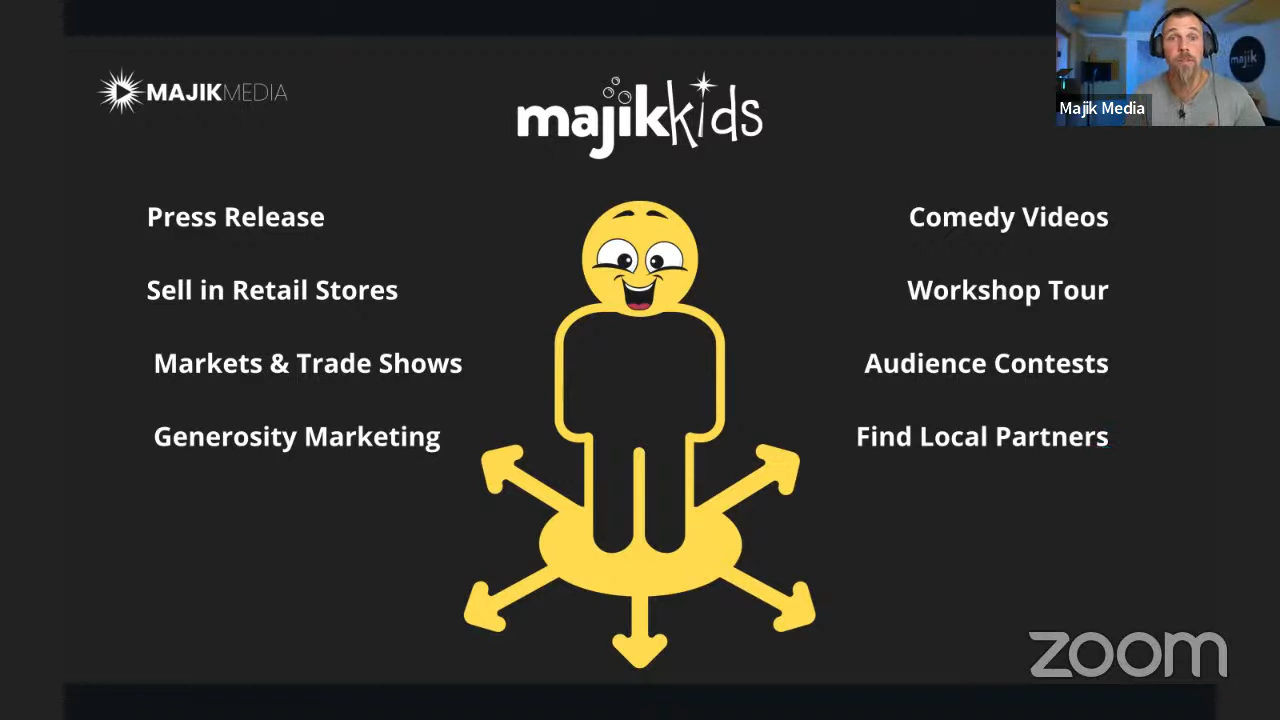 MAJIKMEDIA
majikkids
majik
Majik Media
Press Release
Comedy Videos
Sell in Retail Stores
Workshop Tour
Markets & Trade Shows
Audience Contests
Generosity Marketing
Find Local Partners
zoom